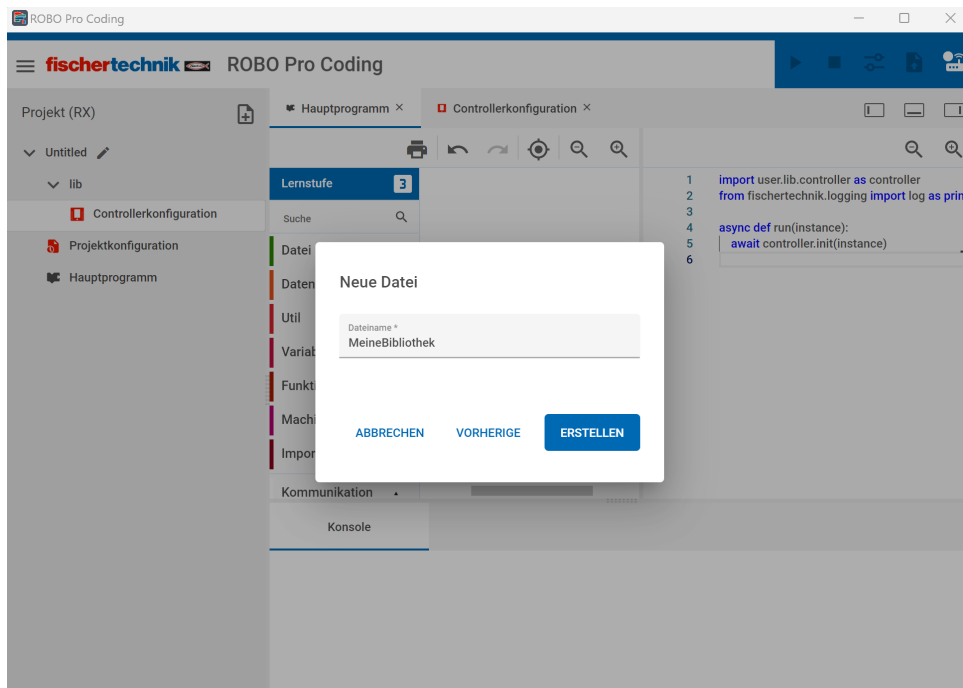 ROBO Pro Coding
fischertechnik ROBO Pro Coding
Projekt (RX)
Hauptprogramm
Controllerkonfiguration
Untitled
lib
Controllerkonfiguration
Projektkonfiguration
Hauptprogramm
Lernstufe 3
Suche
Datei
Daten
Util
Variab
Funkti
Machi
Impor
Kommunikation
1 import user.lib.controller as controller
2 from fischertechnik.logging import log as prin
3
4 async def run(instance):
5 await controller.init(instance)
6
Neue Datei
Dateiname *
MeineBibliothek
ABBRECHEN VORHERIGE ERSTELLEN
Konsole